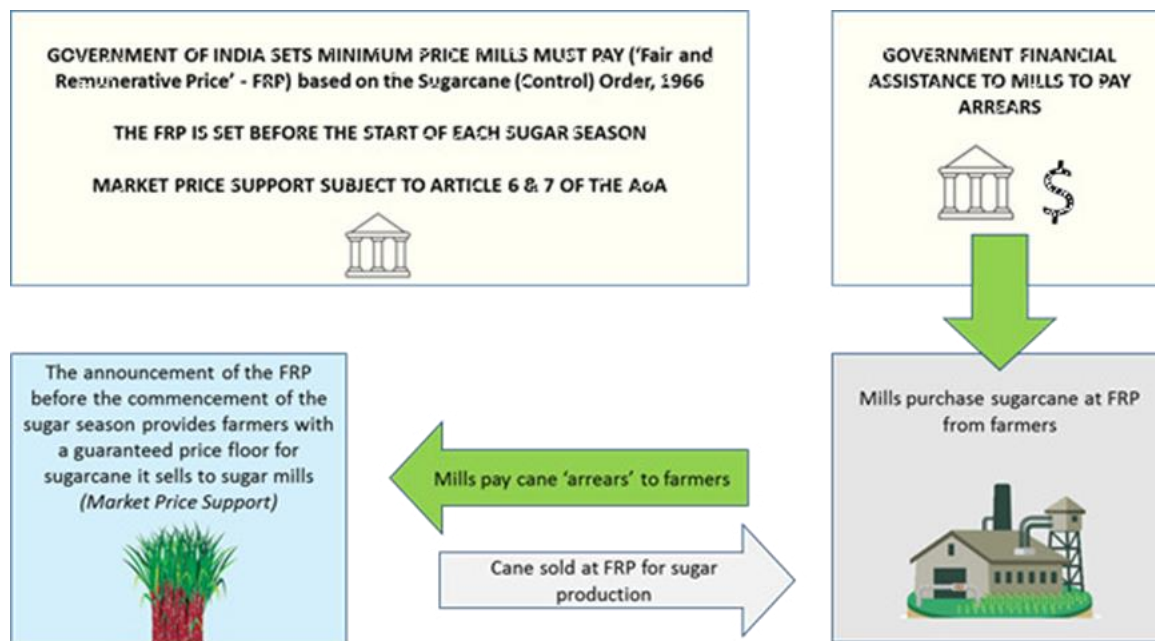 GOVERNMENT OF INDIA SETS MINIMUM PRICE MILLS MUST PAY (‘Fair and
Remunerative Price’ - FRP) based on the Sugarcane (Control) Order, 1966
THE FRP IS SET BEFORE THE START OF EACH SUGAR SEASON
MARKET PRICE SUPPORT SUBJECT TO ARTICLE 6 & 7 OF THE AoA
GOVERNMENT FINANCIAL
ASSISTANCE TO MILLS TO PAY
ARREARS
$
The announcement of the FRP
before the commencement of the
sugar season provides farmers with
a guaranteed price floor for
sugarcane it sells to sugar mills
(Market Price Support)
Mills pay cane ‘arrears’ to farmers
Cane sold at FRP for sugar
production
Mills purchase sugarcane at FRP
from farmers